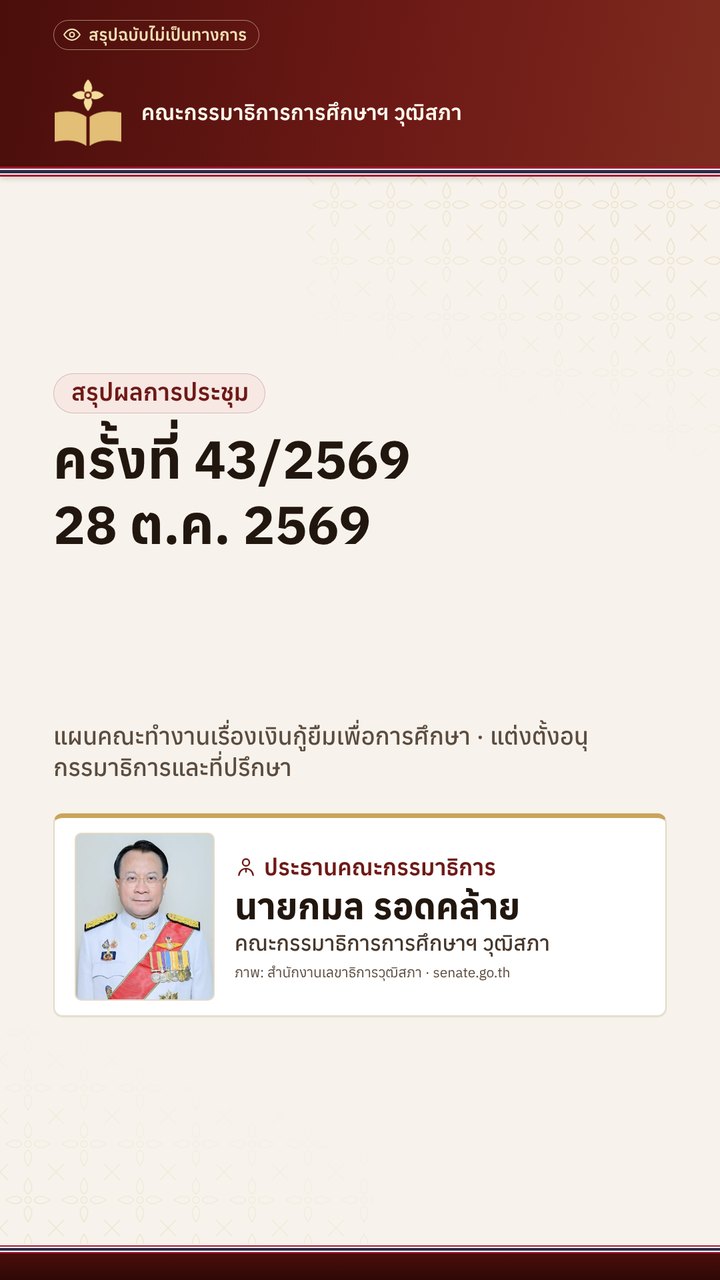 สรุปฉบับไม่เป็นทางการ
คณะกรรมาธิการการศึกษาฯ วุฒิสภา
สรุปผลการประชุม
ครั้งที่ 43/2569
28 ต.ค. 2569
แผนคณะทำงานเรื่องเงินกู้ยืมเพื่อการศึกษา · แต่งตั้งอนุ
กรรมาธิการและที่ปรึกษา
ประธานคณะกรรมาธิการ
นายกมล รอดคล้าย
คณะกรรมาธิการการศึกษาฯ วุฒิสภา
ภาพ: สำนักงานเลขาธิการวุฒิสภา · senate.go.th